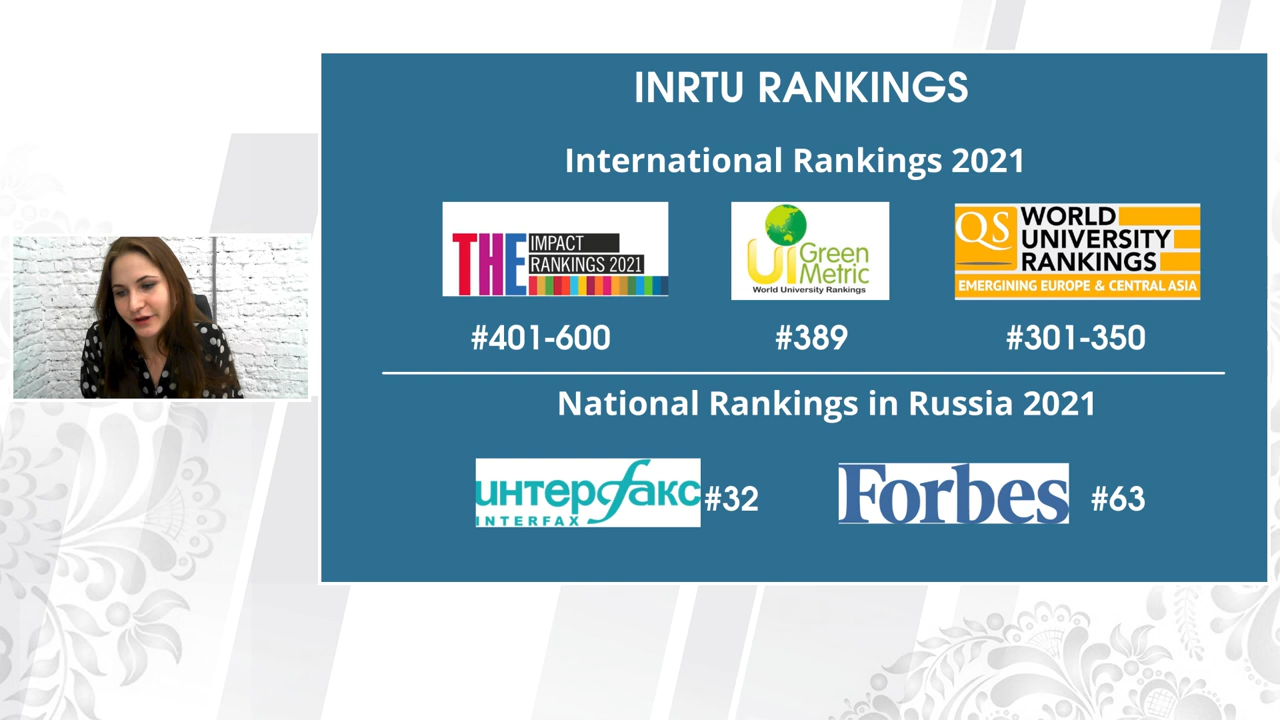 INRTU RANKINGS
International Rankings 2021
THE IMPACT RANKINGS 2021
UI Green Metric
World University Rankings
QS WORLD UNIVERSITY RANKINGS
EMERGINING EUROPE & CENTRAL ASIA
#401-600 #389 #301-350
National Rankings in Russia 2021
интерфакс #32 Forbes #63
INTERFAX